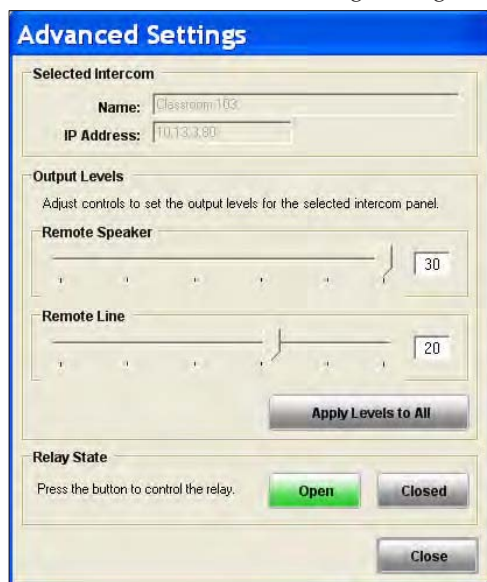 Advanced Settings
Selected Intercom
Name: Classroom 103
IP Address: 10.13.3.80
Output Levels
Adjust controls to set the output levels for the selected intercom panel.
Remote Speaker
30
Remote Line
20
Apply Levels to All
Relay State
Press the button to control the relay. Open Closed
Close